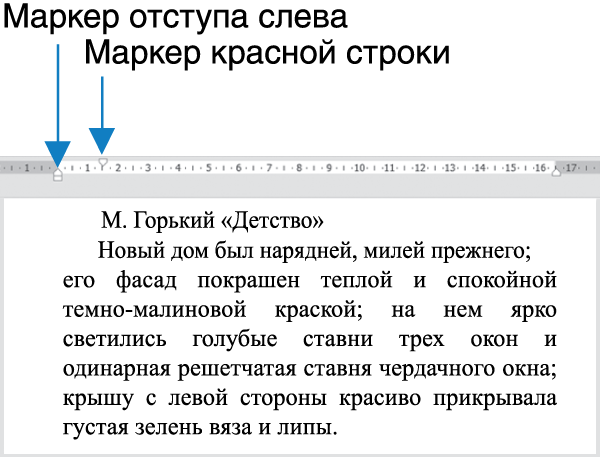 Маркер отступа слева
Маркер красной строки
1 1 2 3 4 5 6 7 8 9 10 11 12 13 14 15 16 17
М. Горький «Детство»
Новый дом был нарядней, милей прежнего;
его фасад покрашен теплой и спокойной
темно-малиновой краской; на нем ярко
светились голубые ставни трех окон и
одинарная решетчатая ставня чердачного окна;
крышу с левой стороны красиво прикрывала
густая зелень вяза и липы.